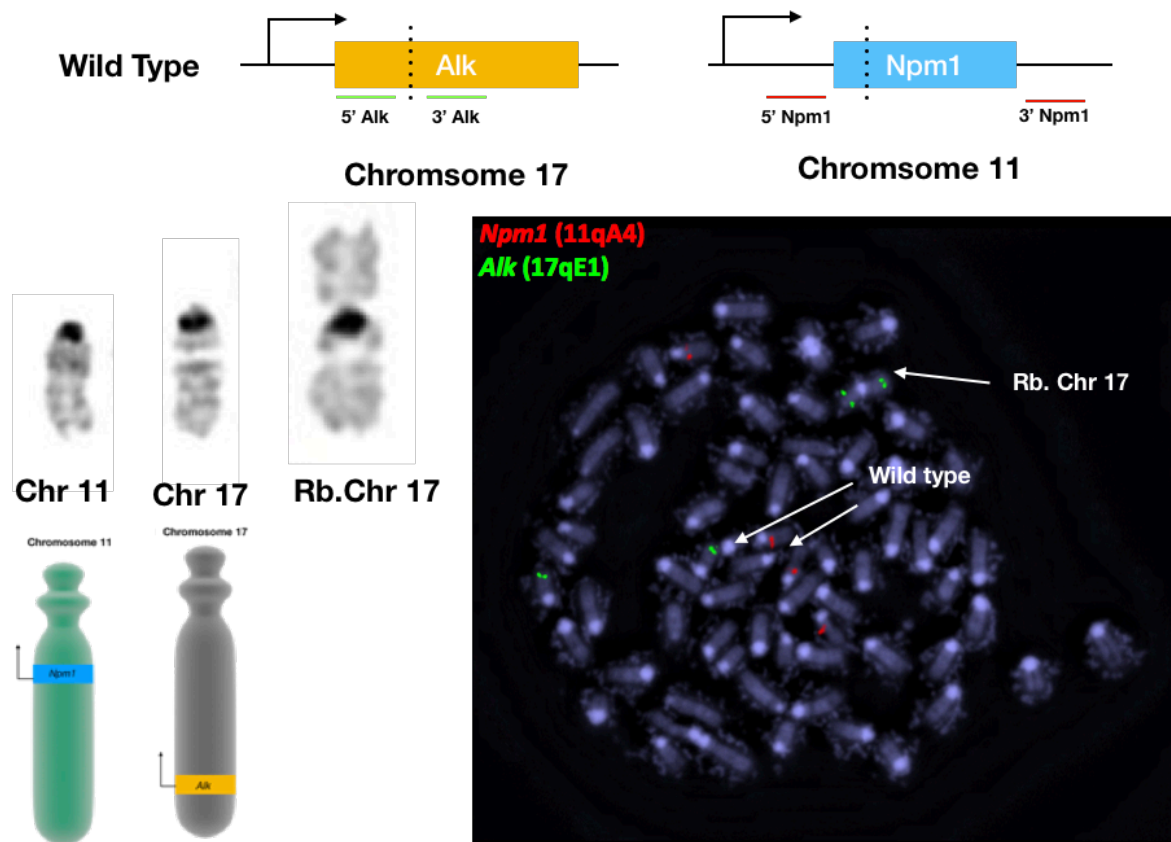 Wild Type
Alk
Npm1
5’ Alk
3’ Alk
5’ Npm1
3’ Npm1
Chromsome 17
Chromsome 11
Npm1 (11qA4)
Alk (17qE1)
Rb. Chr 17
Wild type
Chr 11
Chr 17
Rb.Chr 17
Chromosome 11
Chromosome 17
Npm1
Alk